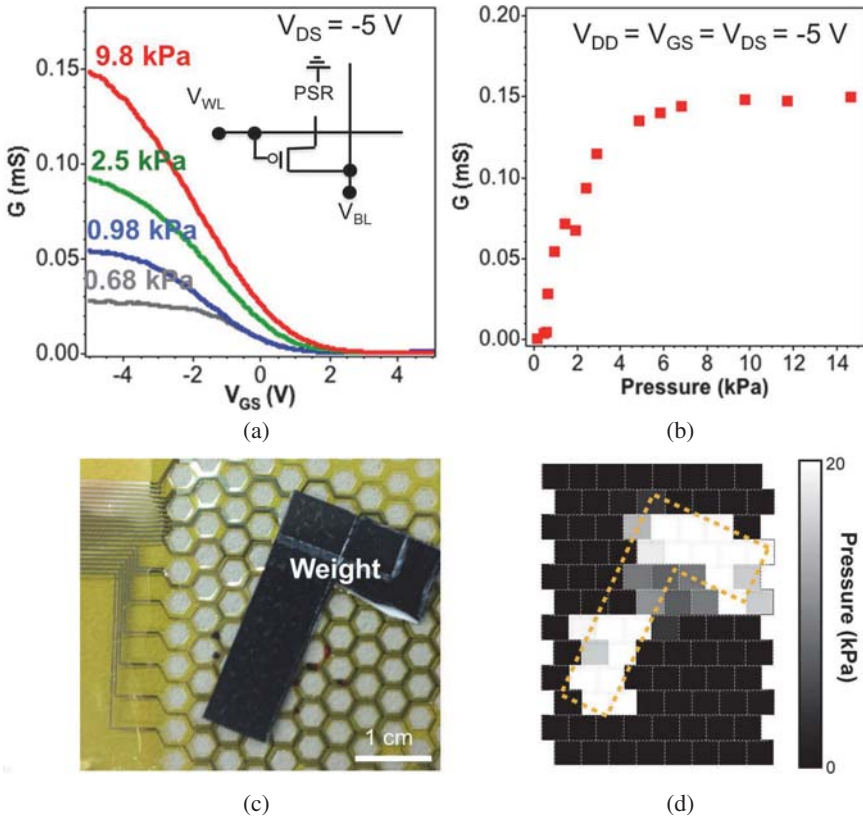 V_DS = -5 V
9.8 kPa
2.5 kPa
0.98 kPa
0.68 kPa
V_WL
PSR
V_BL
0.15
0.10
0.05
0.00
G (mS)
-4 -2 0 2 4
V_GS (V)
(a)
V_DD = V_GS = V_DS = -5 V
0.20
0.15
0.10
0.05
0.00
G (mS)
0 2 4 6 8 10 12 14
Pressure (kPa)
(b)
Weight
1 cm
(c)
20
0
Pressure (kPa)
(d)